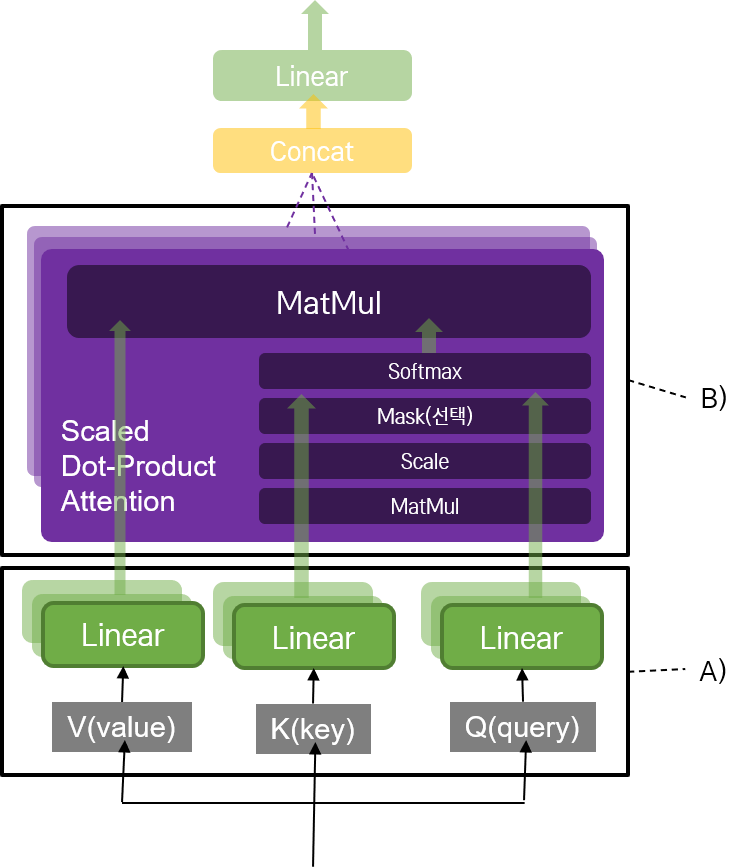 Linear
Concat
MatMul
Softmax
Mask(선택)
Scale
MatMul
Scaled
Dot-Product
Attention
B)
Linear
Linear
Linear
A)
V(value)
K(key)
Q(query)